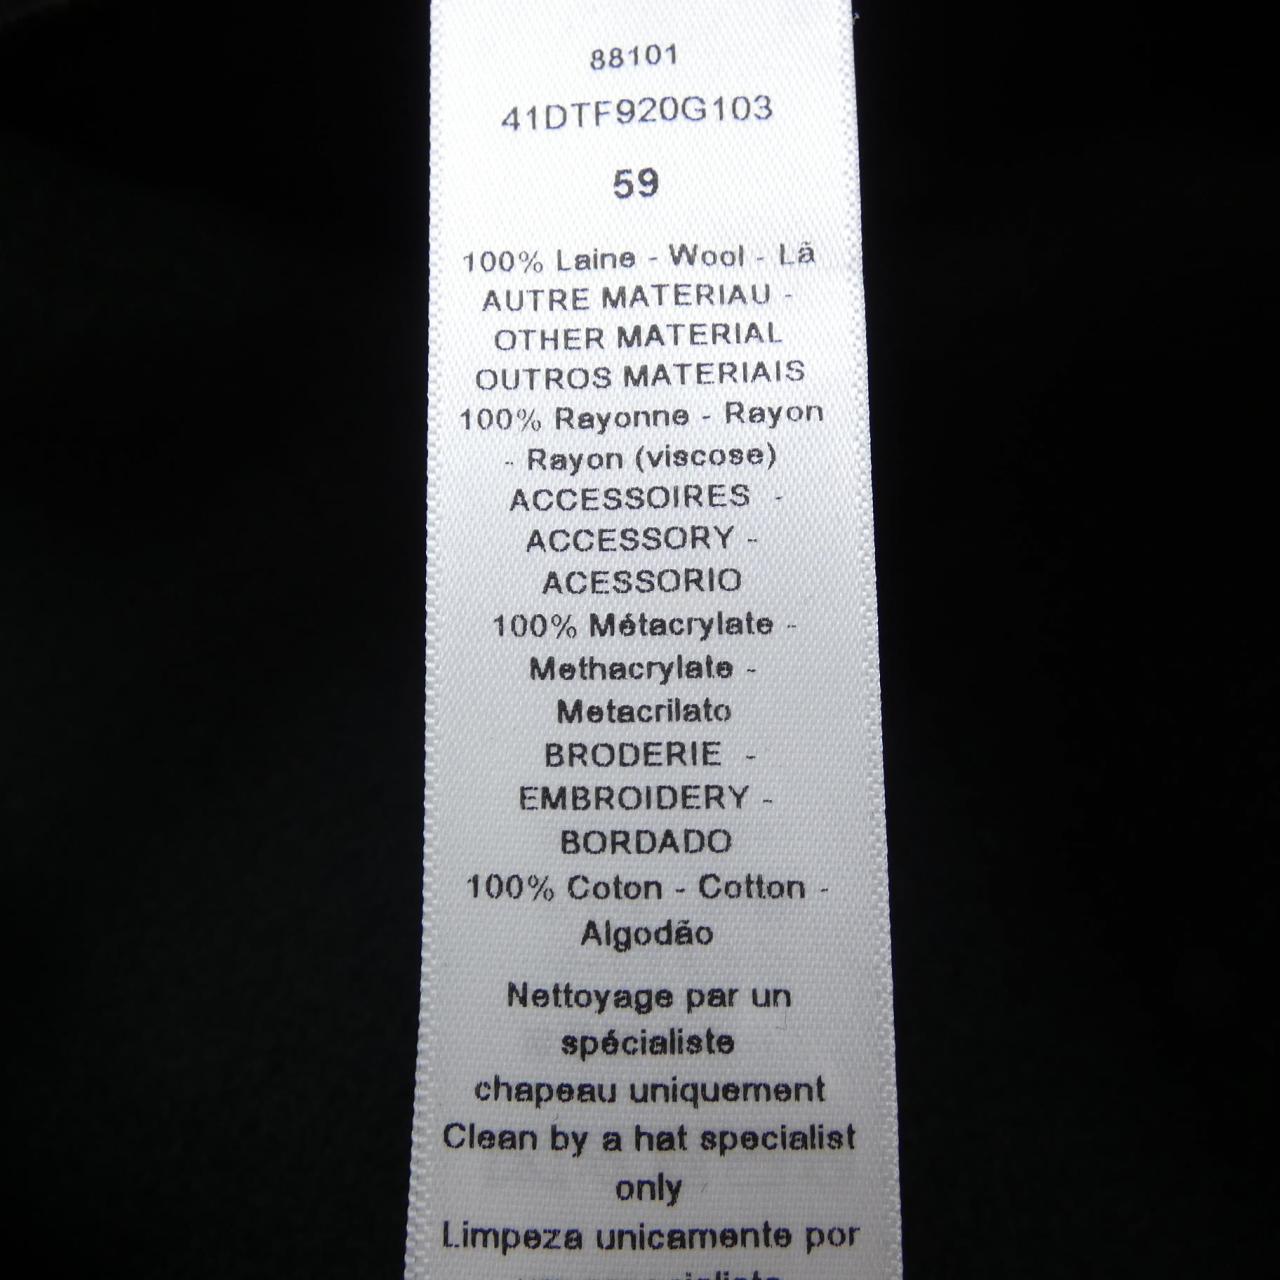 88101
41DTF920G103
59
100% Laine - Wool - Lã
AUTRE MATERIAU -
OTHER MATERIAL
OUTROS MATERIAIS
100% Rayonne - Rayon
- Rayon (viscose)
ACCESSOIRES -
ACCESSORY -
ACESSORIO
100% Métacrylate -
Methacrylate -
Metacrilato
BRODERIE -
EMBROIDERY -
BORDADO
100% Coton - Cotton -
Algodão
Nettoyage par un
spécialiste
chapeau uniquement
Clean by a hat specialist
only
Limpeza unicamente por